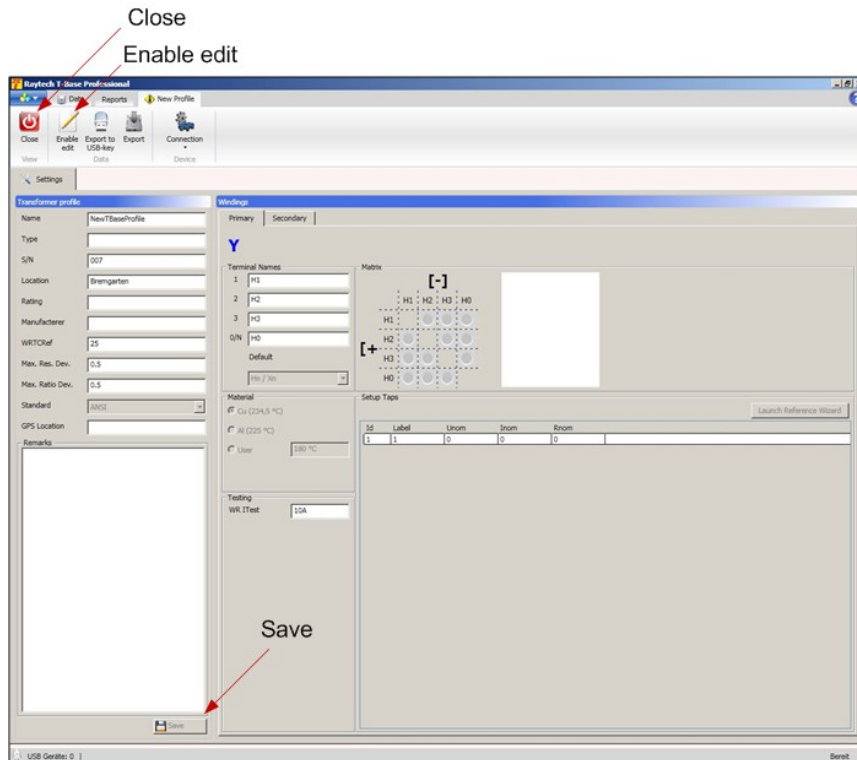 Close
Enable edit
Raytech T-Base Professional
Data Reports New Profile
Close Enable edit Export to USB-key Export Connection
View Data Device
Settings
Transformer profile
Name NewTBaseProfile
Type
S/N 007
Location Bremgarten
Rating
Manufacterer
WRTCRef 25
Max. Res. Dev. 0.5
Max. Ratio Dev. 0.5
Standard ANSI
GPS Location
Remarks
Save
Windings
Primary Secondary
Y
Terminal Names
1 H1
2 H2
3 H3
0/N H0
Default
Hn / Xn
Matrix
[-]
H1 H2 H3 H0
H1
H2
[+
H3
H0
Material
Cu (234,5 °C)
Al (225 °C)
User 180 °C
Testing
WR ITest 10A
Setup Taps
Launch Reference Wizard
Id Label Unom Inom Rnom
1 1 0 0 0
Save
USB Geräte: 0 |
Bereit